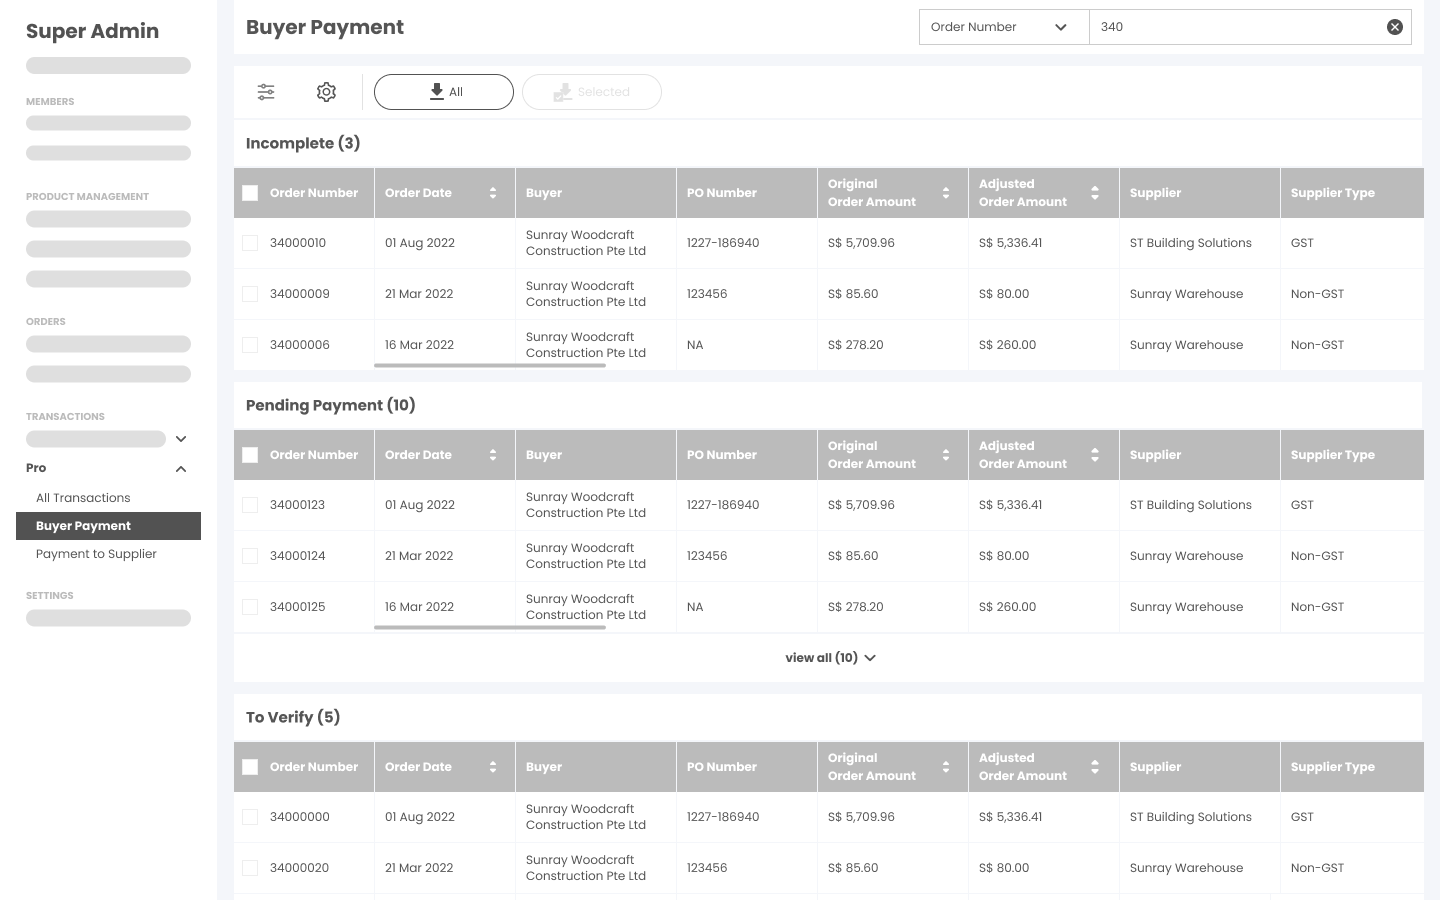 Super Admin
MEMBERS
PRODUCT MANAGEMENT
ORDERS
TRANSACTIONS
Pro
All Transactions
Buyer Payment
Payment to Supplier
SETTINGS
Buyer Payment
Order Number
340
All
Selected
Incomplete (3)
Order Number Order Date Buyer PO Number Original Order Amount Adjusted Order Amount Supplier Supplier Type
34000010 01 Aug 2022 Sunray Woodcraft Construction Pte Ltd 1227-186940 S$ 5,709.96 S$ 5,336.41 ST Building Solutions GST
34000009 21 Mar 2022 Sunray Woodcraft Construction Pte Ltd 123456 S$ 85.60 S$ 80.00 Sunray Warehouse Non-GST
34000006 16 Mar 2022 Sunray Woodcraft Construction Pte Ltd NA S$ 278.20 S$ 260.00 Sunray Warehouse Non-GST
Pending Payment (10)
Order Number Order Date Buyer PO Number Original Order Amount Adjusted Order Amount Supplier Supplier Type
34000123 01 Aug 2022 Sunray Woodcraft Construction Pte Ltd 1227-186940 S$ 5,709.96 S$ 5,336.41 ST Building Solutions GST
34000124 21 Mar 2022 Sunray Woodcraft Construction Pte Ltd 123456 S$ 85.60 S$ 80.00 Sunray Warehouse Non-GST
34000125 16 Mar 2022 Sunray Woodcraft Construction Pte Ltd NA S$ 278.20 S$ 260.00 Sunray Warehouse Non-GST
view all (10)
To Verify (5)
Order Number Order Date Buyer PO Number Original Order Amount Adjusted Order Amount Supplier Supplier Type
34000000 01 Aug 2022 Sunray Woodcraft Construction Pte Ltd 1227-186940 S$ 5,709.96 S$ 5,336.41 ST Building Solutions GST
34000020 21 Mar 2022 Sunray Woodcraft Construction Pte Ltd 123456 S$ 85.60 S$ 80.00 Sunray Warehouse Non-GST